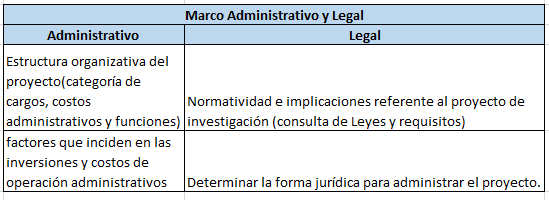 Marco Administrativo y Legal
Administrativo
Legal
Estructura organizativa del
proyecto(categoría de
cargos, costos
administrativos y funciones)
Normatividad e implicaciones referente al proyecto de
investigación (consulta de Leyes y requisitos)
factores que inciden en las
inversiones y costos de
operación administrativos
Determinar la forma jurídica para administrar el proyecto.